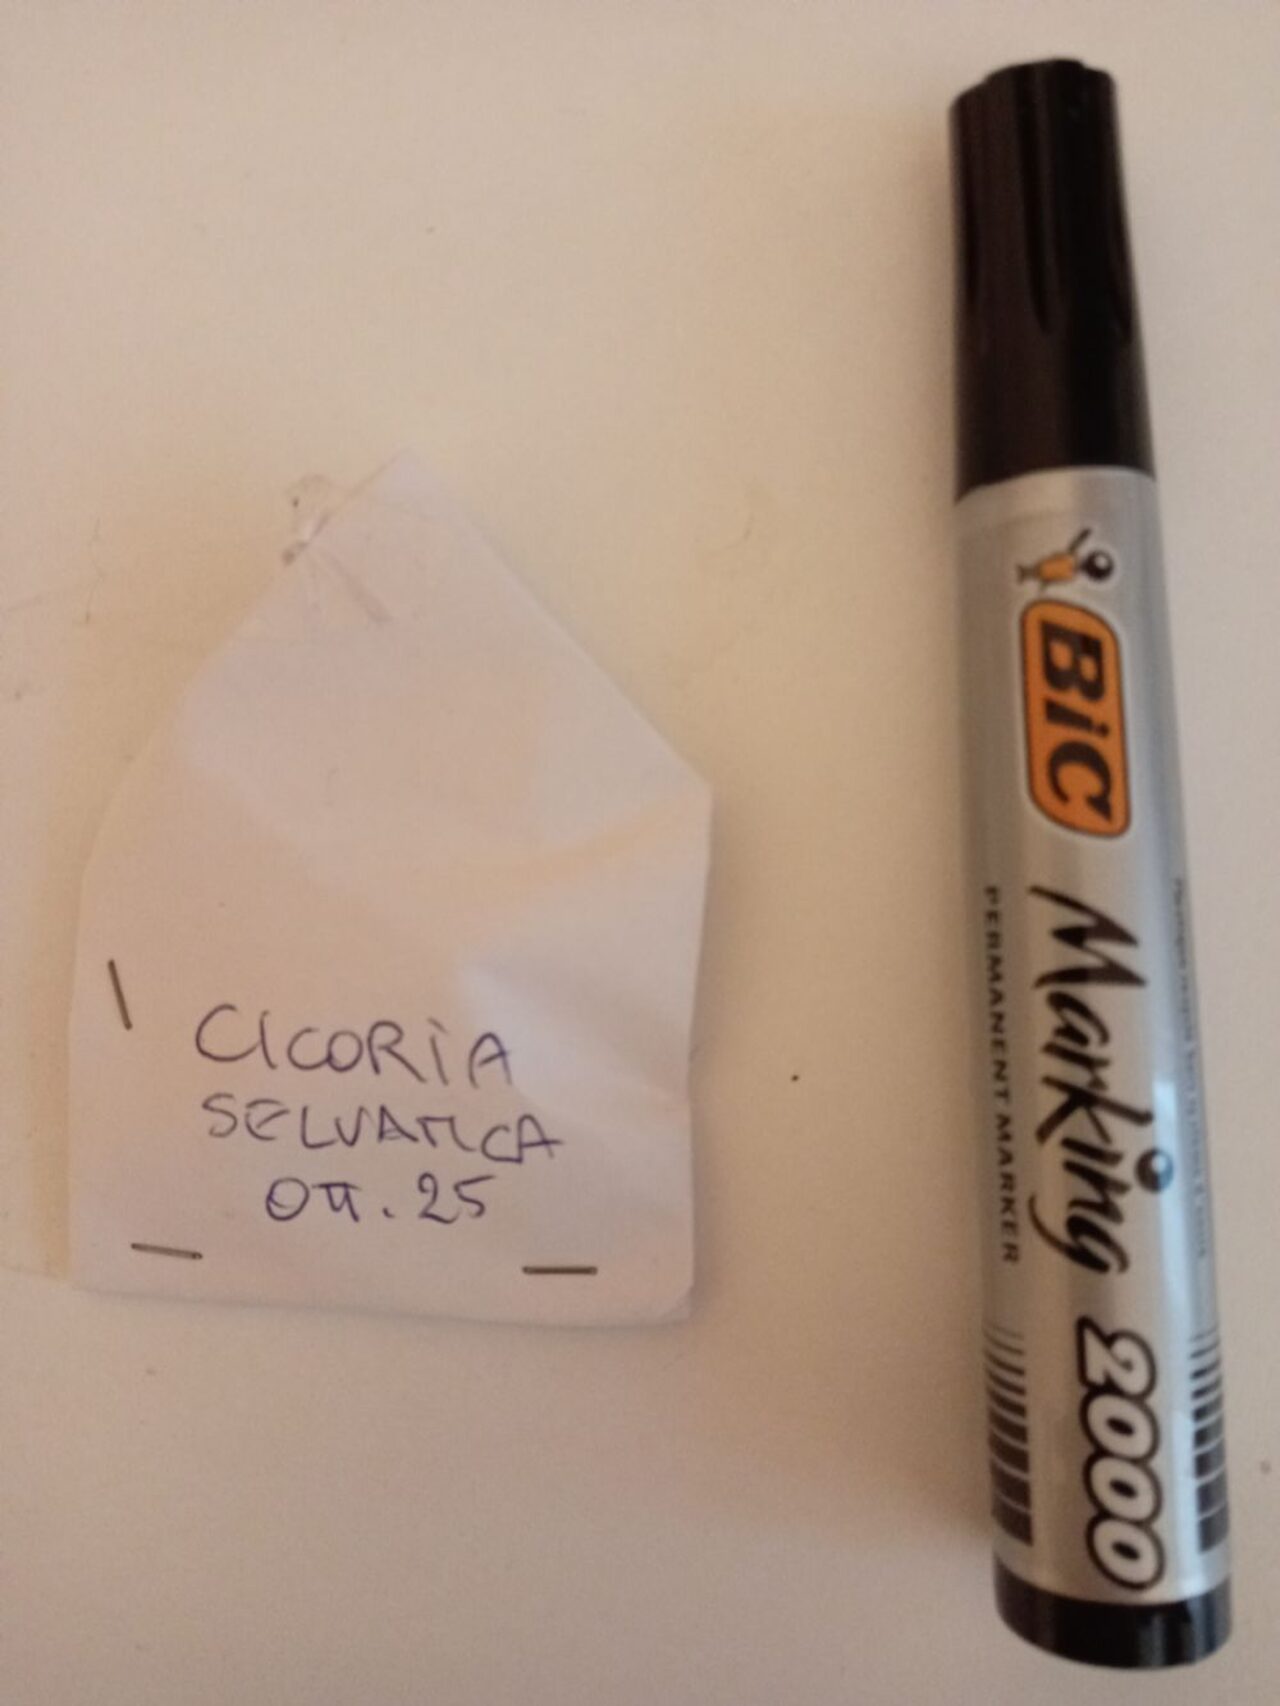 CICORIA
SELVATICA
OTT. 25
BIC
Marking 2000
PERMANENT MARKER